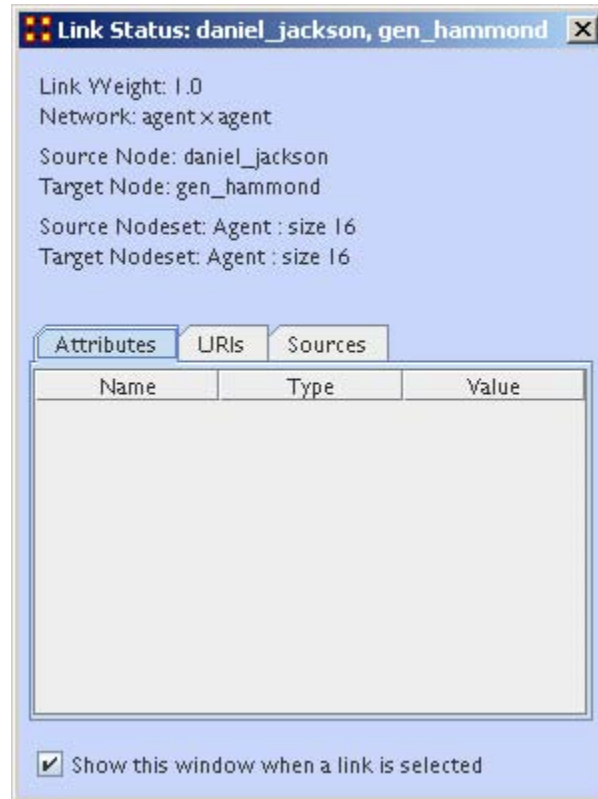 Link Status: daniel_jackson, gen_hammond
Link Weight: 1.0
Network: agent x agent
Source Node: daniel_jackson
Target Node: gen_hammond
Source Nodeset: Agent : size 16
Target Nodeset: Agent : size 16
Attributes URIs Sources
Name Type Value
Show this window when a link is selected